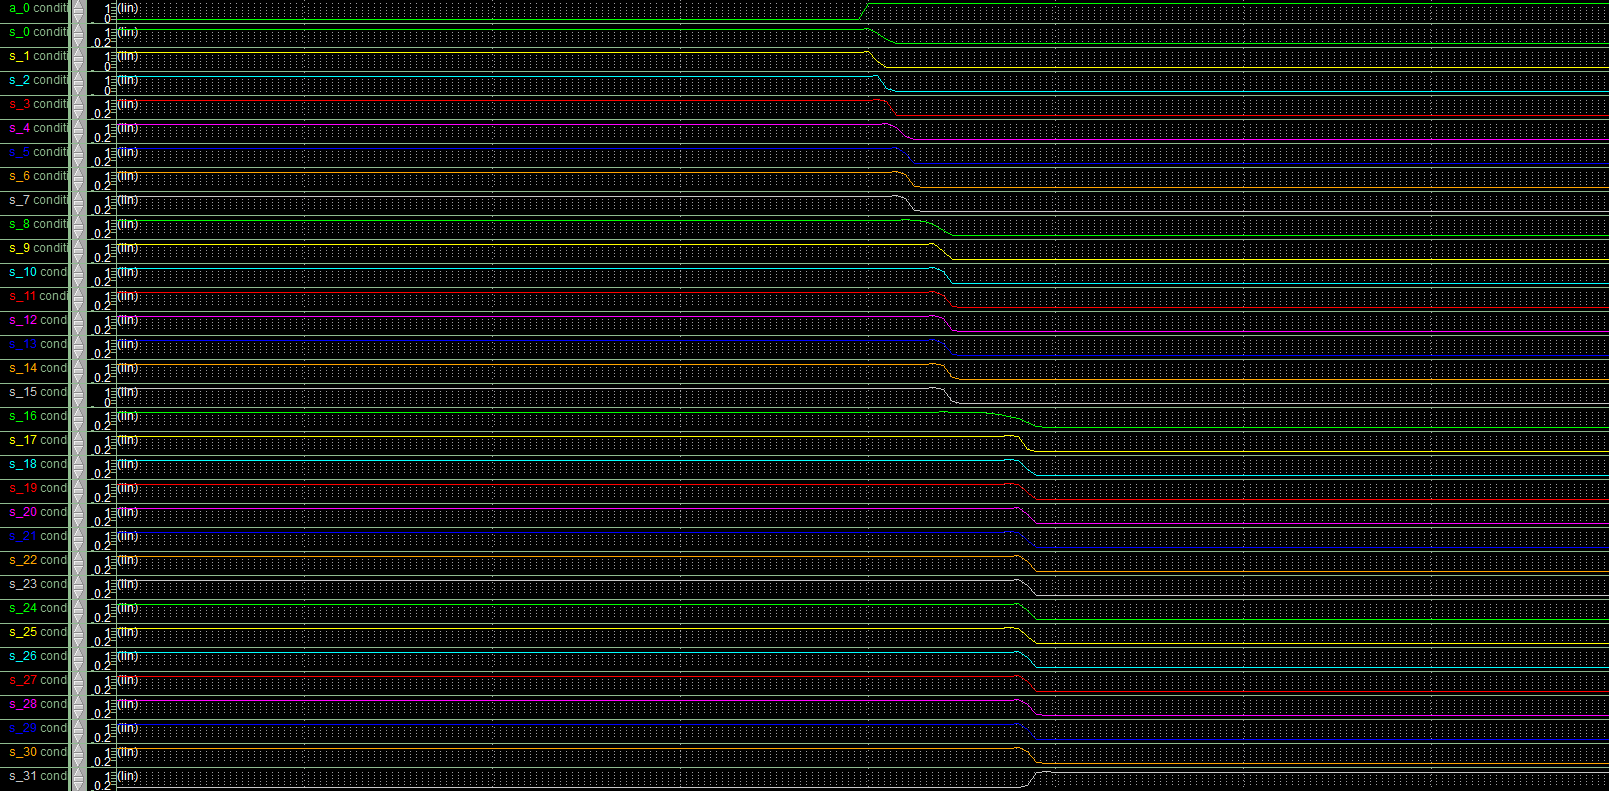 a_0 conditi 1 (lin)
0
s_0 conditi 1 (lin)
0.2
s_1 conditi 1 (lin)
0
s_2 conditi 1 (lin)
0
s_3 conditi 1 (lin)
0.2
s_4 conditi 1 (lin)
0.2
s_5 conditi 1 (lin)
0.2
s_6 conditi 1 (lin)
0.2
s_7 conditi 1 (lin)
0.2
s_8 conditi 1 (lin)
0.2
s_9 conditi 1 (lin)
0.2
s_10 cond 1 (lin)
0.2
s_11 condi 1 (lin)
0.2
s_12 cond 1 (lin)
0.2
s_13 cond 1 (lin)
0.2
s_14 cond 1 (lin)
0.2
s_15 cond 1 (lin)
0
s_16 cond 1 (lin)
0.2
s_17 cond 1 (lin)
0.2
s_18 cond 1 (lin)
0.2
s_19 cond 1 (lin)
0.2
s_20 cond 1 (lin)
0.2
s_21 cond 1 (lin)
0.2
s_22 cond 1 (lin)
0.2
s_23 cond 1 (lin)
0.2
s_24 cond 1 (lin)
0.2
s_25 cond 1 (lin)
0.2
s_26 cond 1 (lin)
0.2
s_27 cond 1 (lin)
0.2
s_28 cond 1 (lin)
0.2
s_29 cond 1 (lin)
0.2
s_30 cond 1 (lin)
0.2
s_31 cond 1 (lin)
0.2